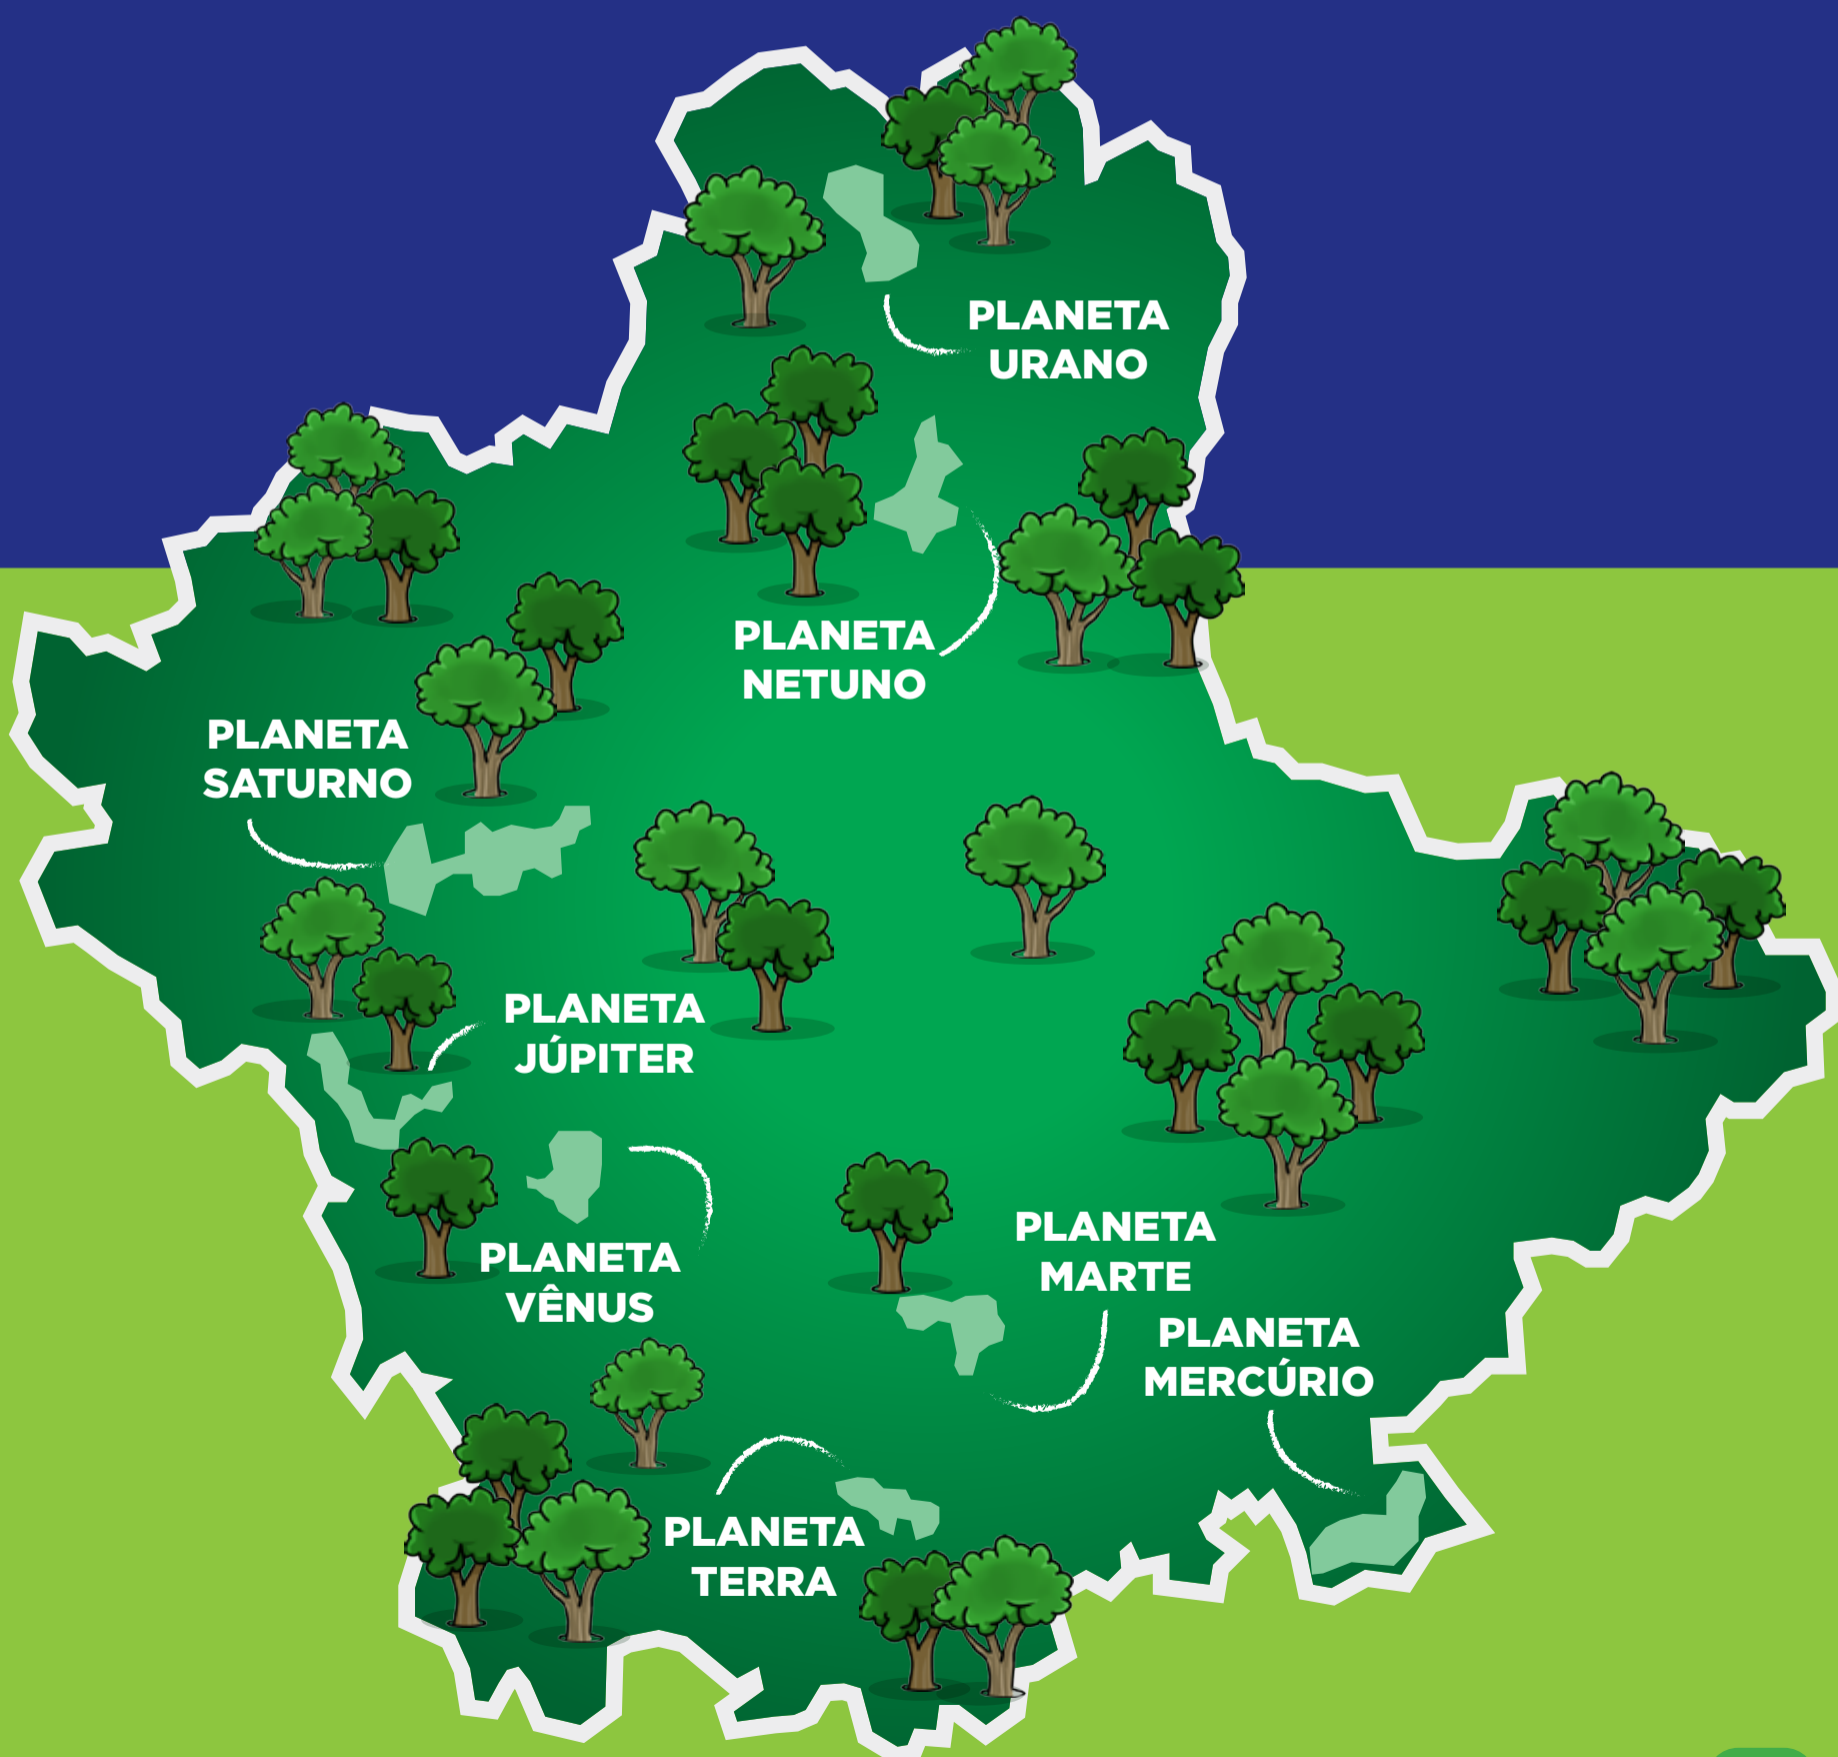 PLANETA
URANO
PLANETA
NETUNO
PLANETA
SATURNO
PLANETA
JÚPITER
PLANETA
VÊNUS
PLANETA
MARTE
PLANETA
MERCÚRIO
PLANETA
TERRA